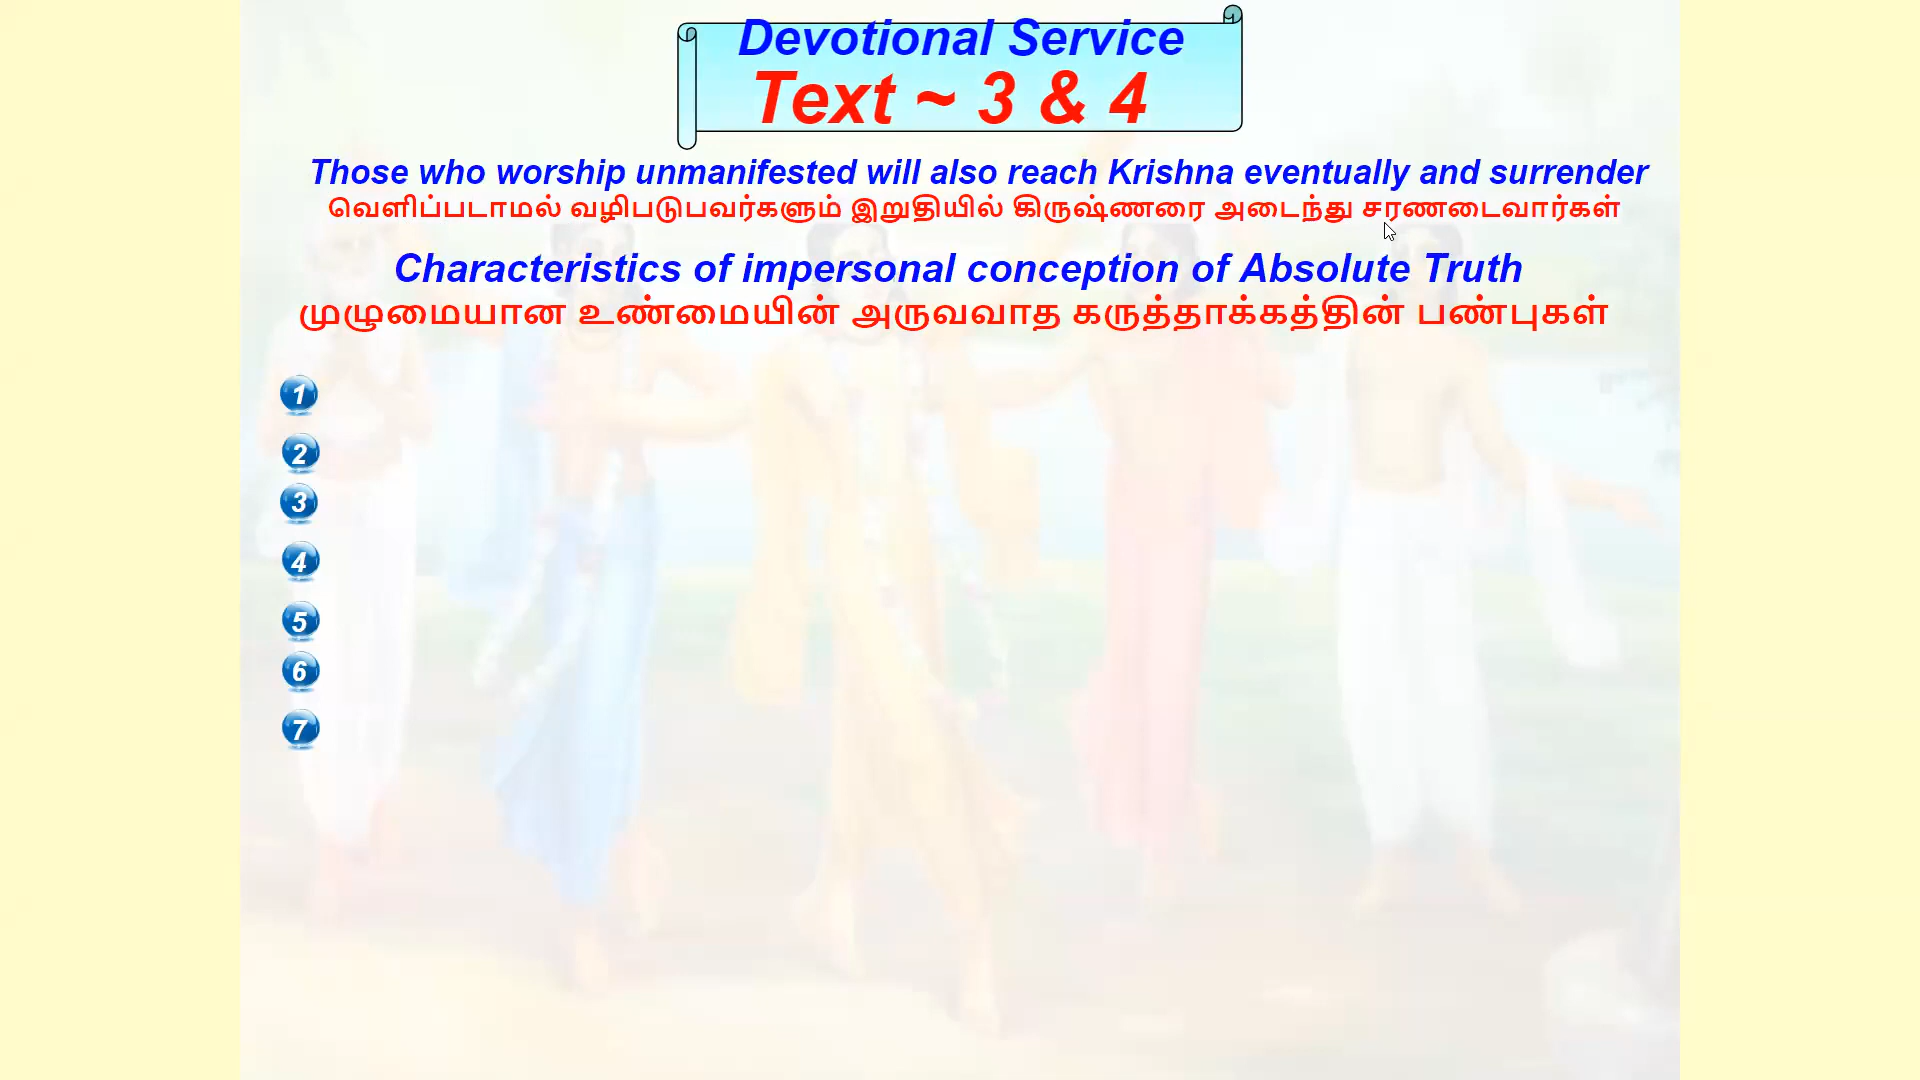 Devotional Service
Text ~ 3 & 4
Those who worship unmanifested will also reach Krishna eventually and surrender
வெளிப்படாமல் வழிபடுபவர்களும் இறுதியில் கிருஷ்ணரை அடைந்து சரணடைவார்கள்
Characteristics of impersonal conception of Absolute Truth
முழுமையான உண்மையின் அருவவாத கருத்தாக்கத்தின் பண்புகள்
1
2
3
4
5
6
7